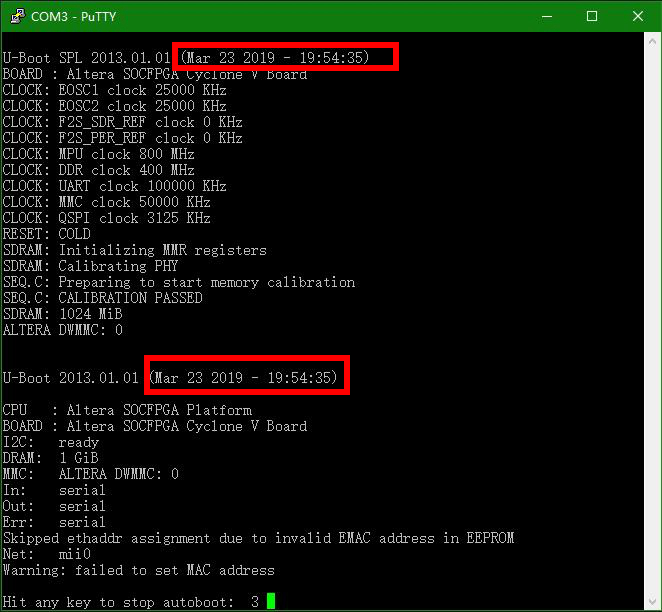 COM3 - PuTTY
U-Boot SPL 2013.01.01 (Mar 23 2019 - 19:54:35)
BOARD : Altera SOCFPGA Cyclone V Board
CLOCK: EOSC1 clock 25000 KHz
CLOCK: EOSC2 clock 25000 KHz
CLOCK: F2S_SDR_REF clock 0 KHz
CLOCK: F2S_PER_REF clock 0 KHz
CLOCK: MPU clock 800 MHz
CLOCK: DDR clock 400 MHz
CLOCK: UART clock 100000 KHz
CLOCK: MMC clock 50000 KHz
CLOCK: QSPI clock 3125 KHz
RESET: COLD
SDRAM: Initializing MMR registers
SDRAM: Calibrating PHY
SEQ.C: Preparing to start memory calibration
SEQ.C: CALIBRATION PASSED
SDRAM: 1024 MiB
ALTERA DWMMC: 0
U-Boot 2013.01.01 (Mar 23 2019 - 19:54:35)
CPU   : Altera SOCFPGA Platform
BOARD : Altera SOCFPGA Cyclone V Board
I2C:   ready
DRAM:  1 GiB
MMC:   ALTERA DWMMC: 0
In:    serial
Out:   serial
Err:   serial
Skipped ethaddr assignment due to invalid EMAC address in EEPROM
Net:   mii0
Warning: failed to set MAC address
Hit any key to stop autoboot:  3